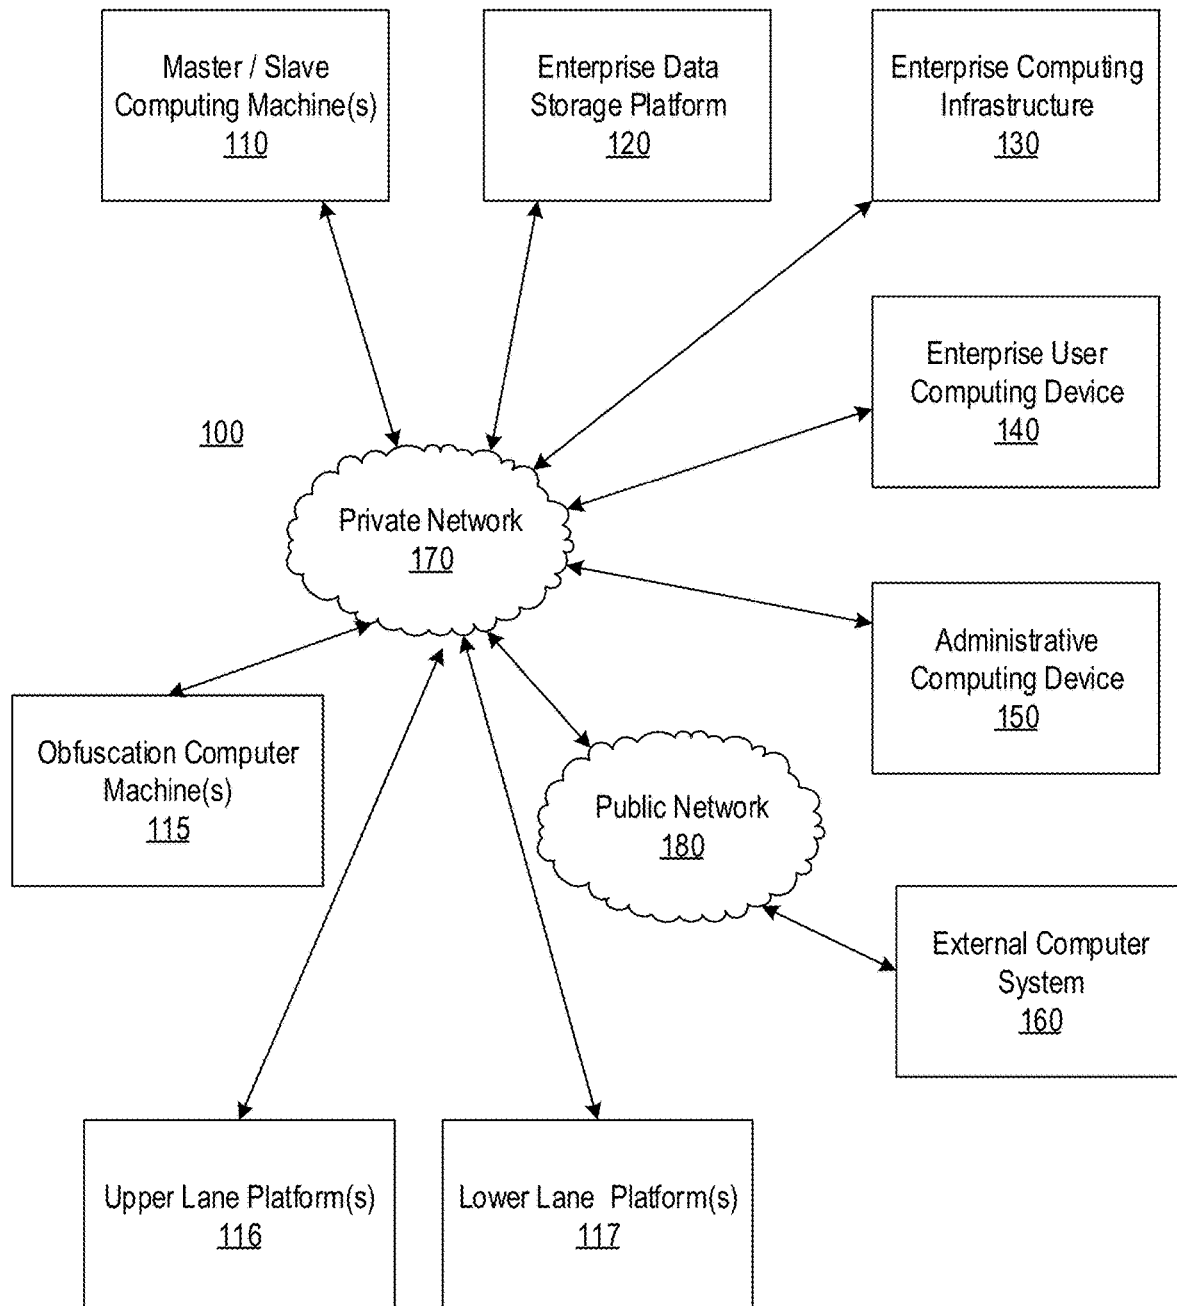 Master / Slave
Computing Machine(s)
110
Enterprise Data
Storage Platform
120
Enterprise Computing
Infrastructure
130
Enterprise User
Computing Device
140
100
Private Network
170
Administrative
Computing Device
150
Obfuscation Computer
Machine(s)
115
Public Network
180
External Computer
System
160
Upper Lane Platform(s)
116
Lower Lane Platform(s)
117